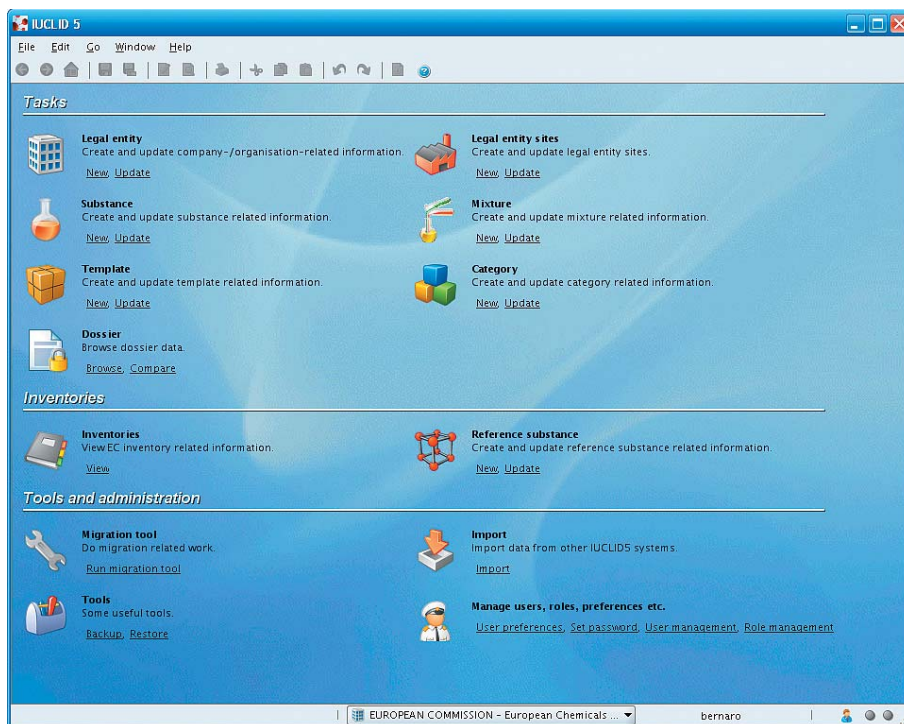 IUCLID 5
File Edit Go Window Help
Tasks
Legal entity
Create and update company-/organisation-related information.
New, Update
Legal entity sites
Create and update legal entity sites.
New, Update
Substance
Create and update substance related information.
New, Update
Mixture
Create and update mixture related information.
New, Update
Template
Create and update template related information.
New, Update
Category
Create and update category related information.
New, Update
Dossier
Browse dossier data.
Browse, Compare
Inventories
Inventories
View EC inventory related information.
View
Reference substance
Create and update reference substance related information.
New, Update
Tools and administration
Migration tool
Do migration related work.
Run migration tool
Import
Import data from other IUCLID5 systems.
Import
Tools
Some useful tools.
Backup, Restore
Manage users, roles, preferences etc.
User preferences, Set password, User management, Role management
EUROPEAN COMMISSION - European Chemicals ... bernaro